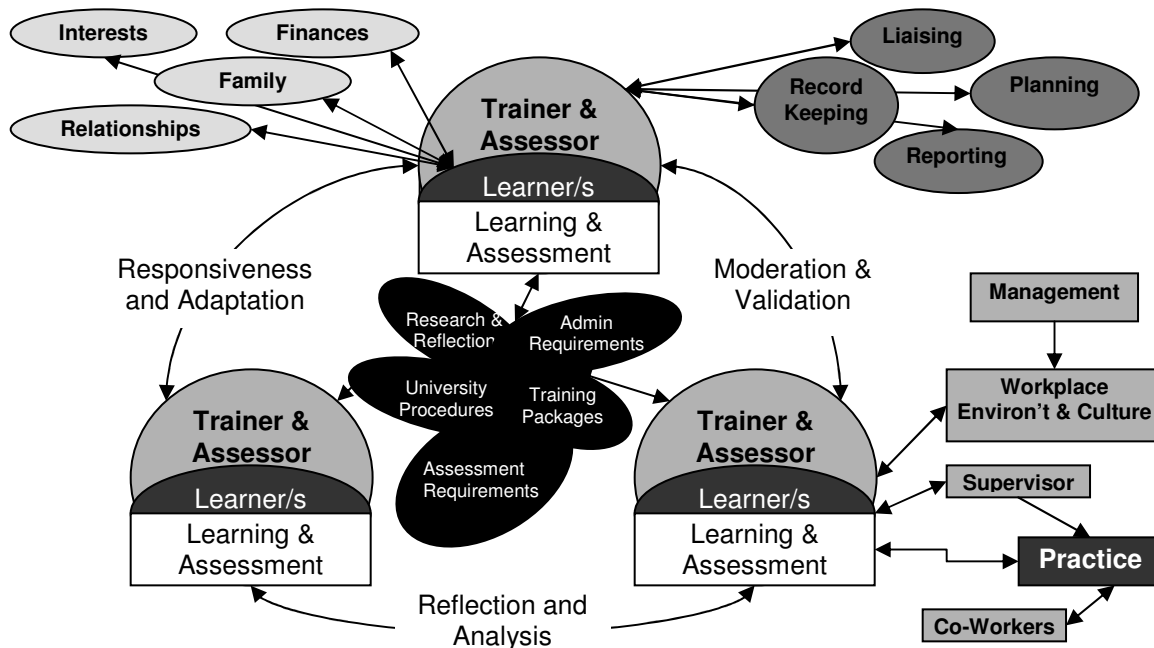 Interests
Finances
Family
Relationships
Liaising
Planning
Record
Keeping
Reporting
Trainer &
Assessor
Learner/s
Learning &
Assessment
Responsiveness
and Adaptation
Moderation &
Validation
Research &
Reflection
Admin
Requirements
University
Procedures
Training
Packages
Assessment
Requirements
Trainer &
Assessor
Learner/s
Learning &
Assessment
Trainer &
Assessor
Learner/s
Learning &
Assessment
Management
Workplace
Environ't & Culture
Supervisor
Practice
Co-Workers
Reflection and
Analysis